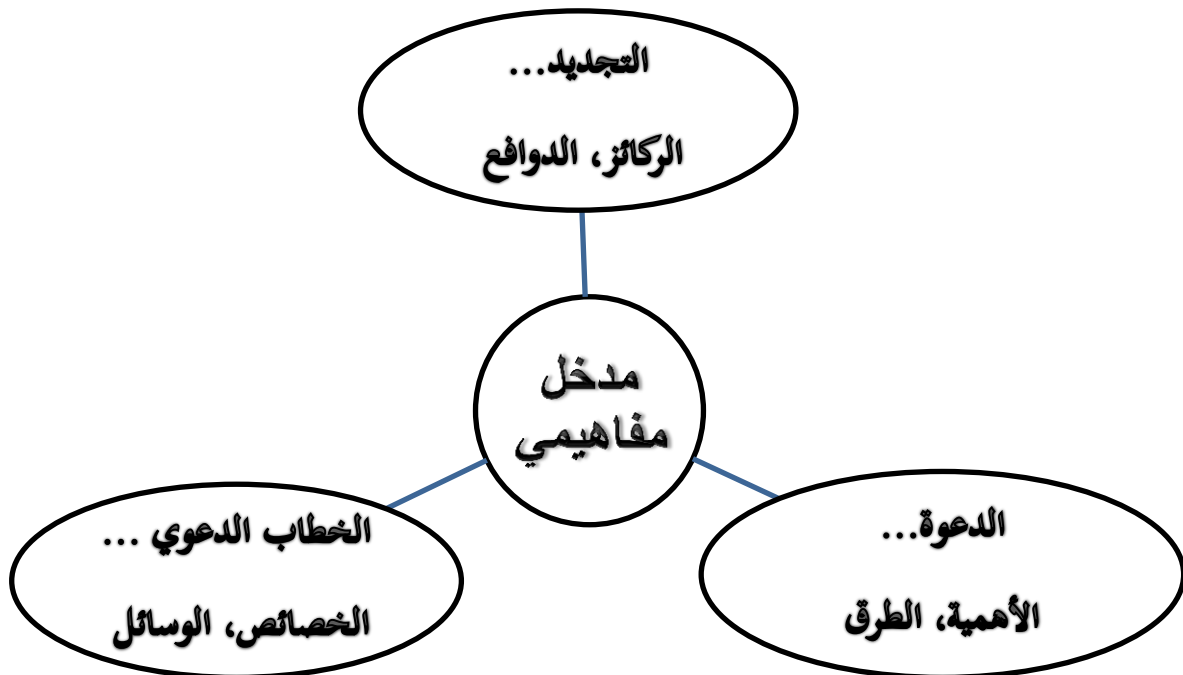 التجديد...
الركائز، الدوافع
مدخل
مفاهيمي
الدعوة...
الأهمية، الطرق
الخطاب الدعوي ...
الخصائص، الوسائل